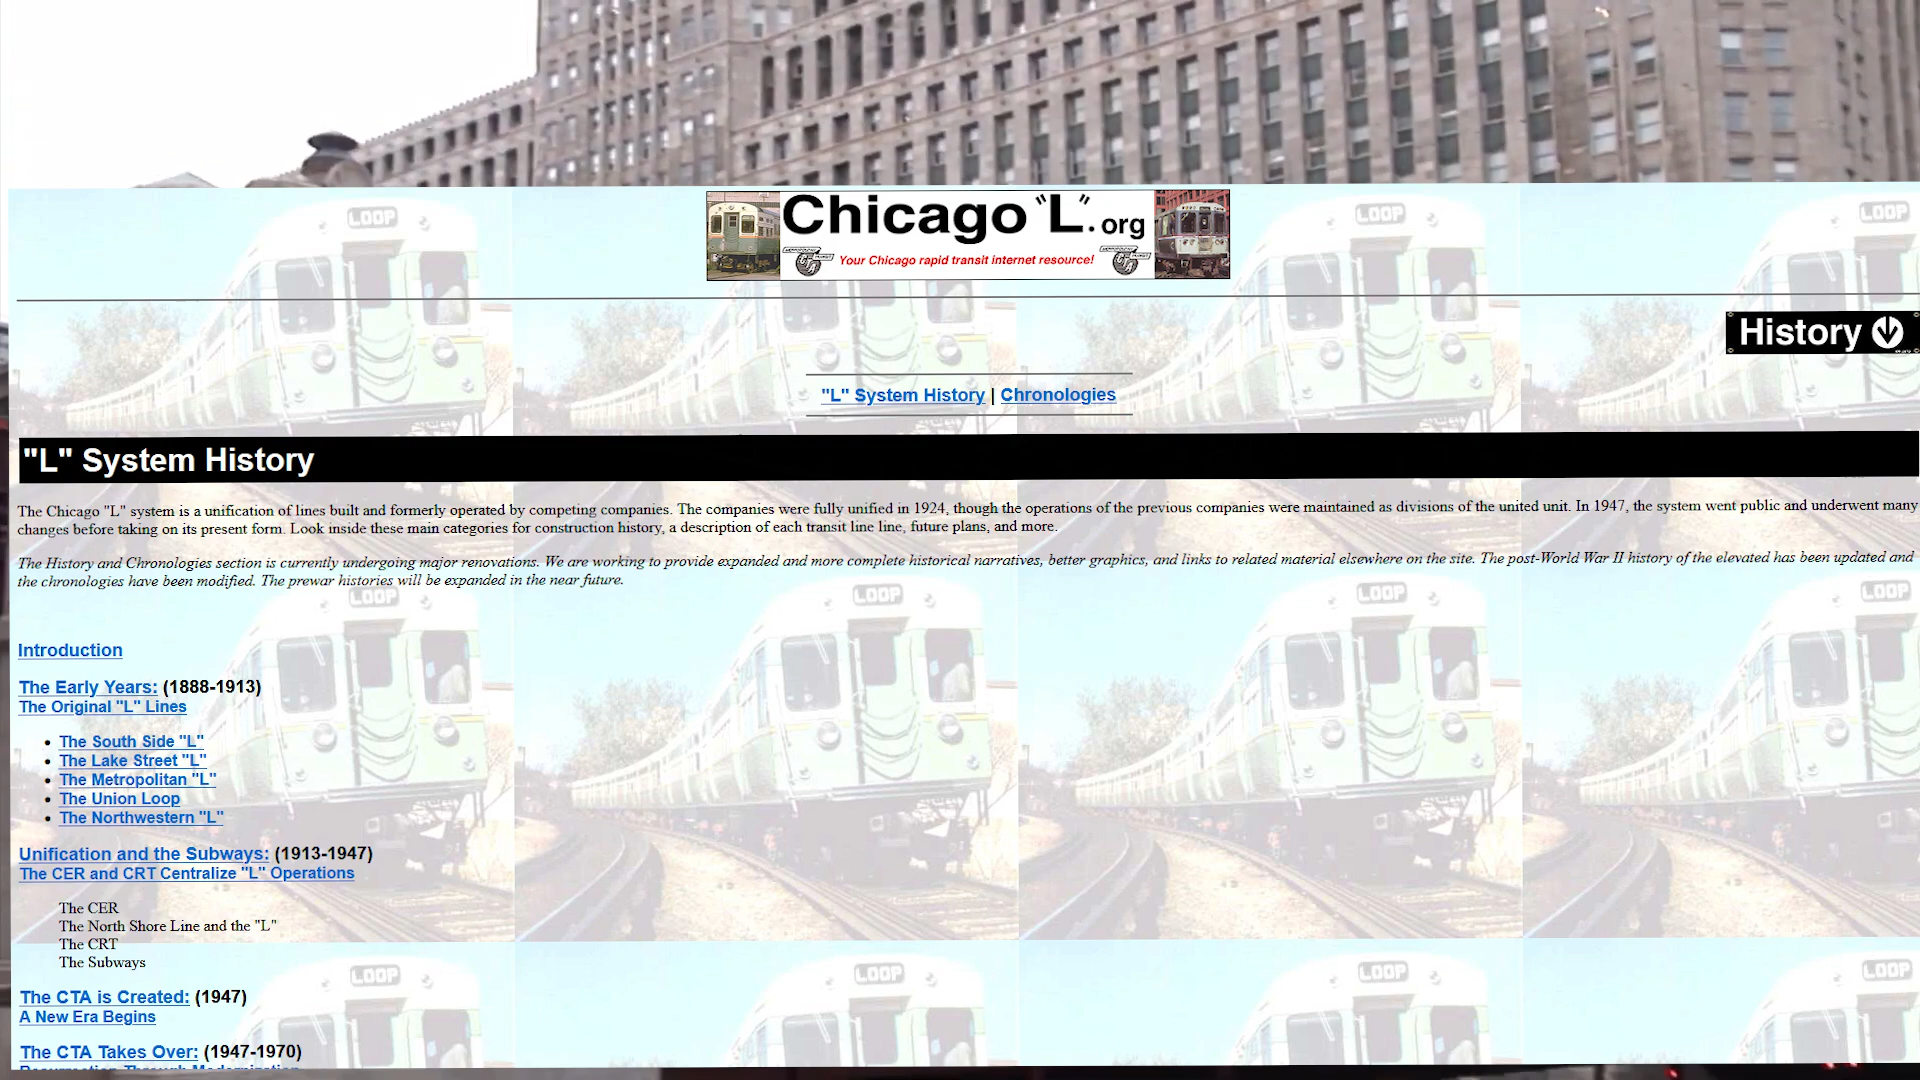 Chicago "L".org
Your Chicago rapid transit internet resource!
History
"L" System History | Chronologies
"L" System History
The Chicago "L" system is a unification of lines built and formerly operated by competing companies. The companies were fully unified in 1924, though the operations of the previous companies were maintained as divisions of the united unit. In 1947, the system went public and underwent many
changes before taking on its present form. Look inside these main categories for construction history, a description of each transit line line, future plans, and more.
The History and Chronologies section is currently undergoing major renovations. We are working to provide expanded and more complete historical narratives, better graphics, and links to related material elsewhere on the site. The post-World War II history of the elevated has been updated and
the chronologies have been modified. The prewar histories will be expanded in the near future.
LOOP LOOP LOOP LOOP
Introduction
The Early Years: (1888-1913)
The Original "L" Lines
• The South Side "L"
• The Lake Street "L"
• The Metropolitan "L"
• The Union Loop
• The Northwestern "L"
Unification and the Subways: (1913-1947)
The CER and CRT Centralize "L" Operations
The CER
The North Shore Line and the "L"
The CRT
The Subways
The CTA is Created: (1947)
A New Era Begins
The CTA Takes Over: (1947-1970)